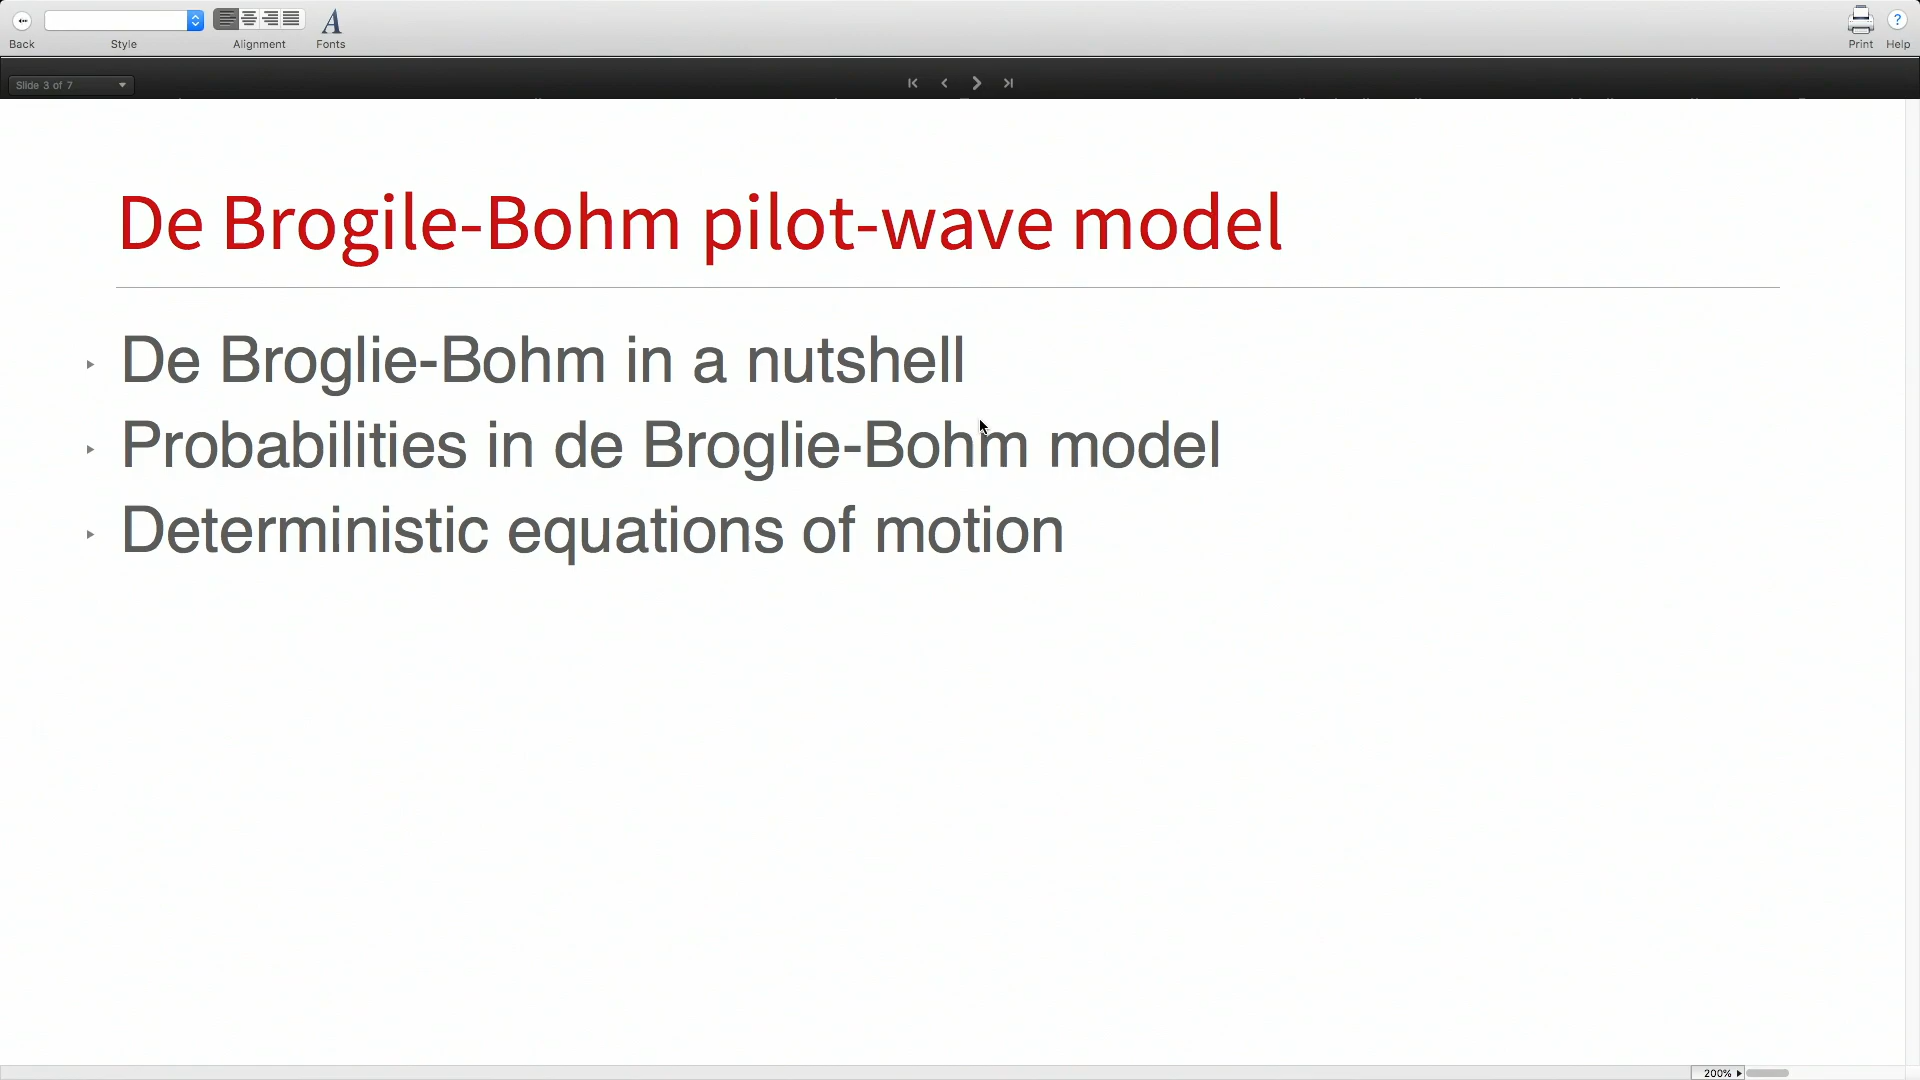 Back
Style
Alignment
Fonts
Print
Help
Slide 3 of 7
De Brogile-Bohm pilot-wave model
De Broglie-Bohm in a nutshell
Probabilities in de Broglie-Bohm model
Deterministic equations of motion
200%